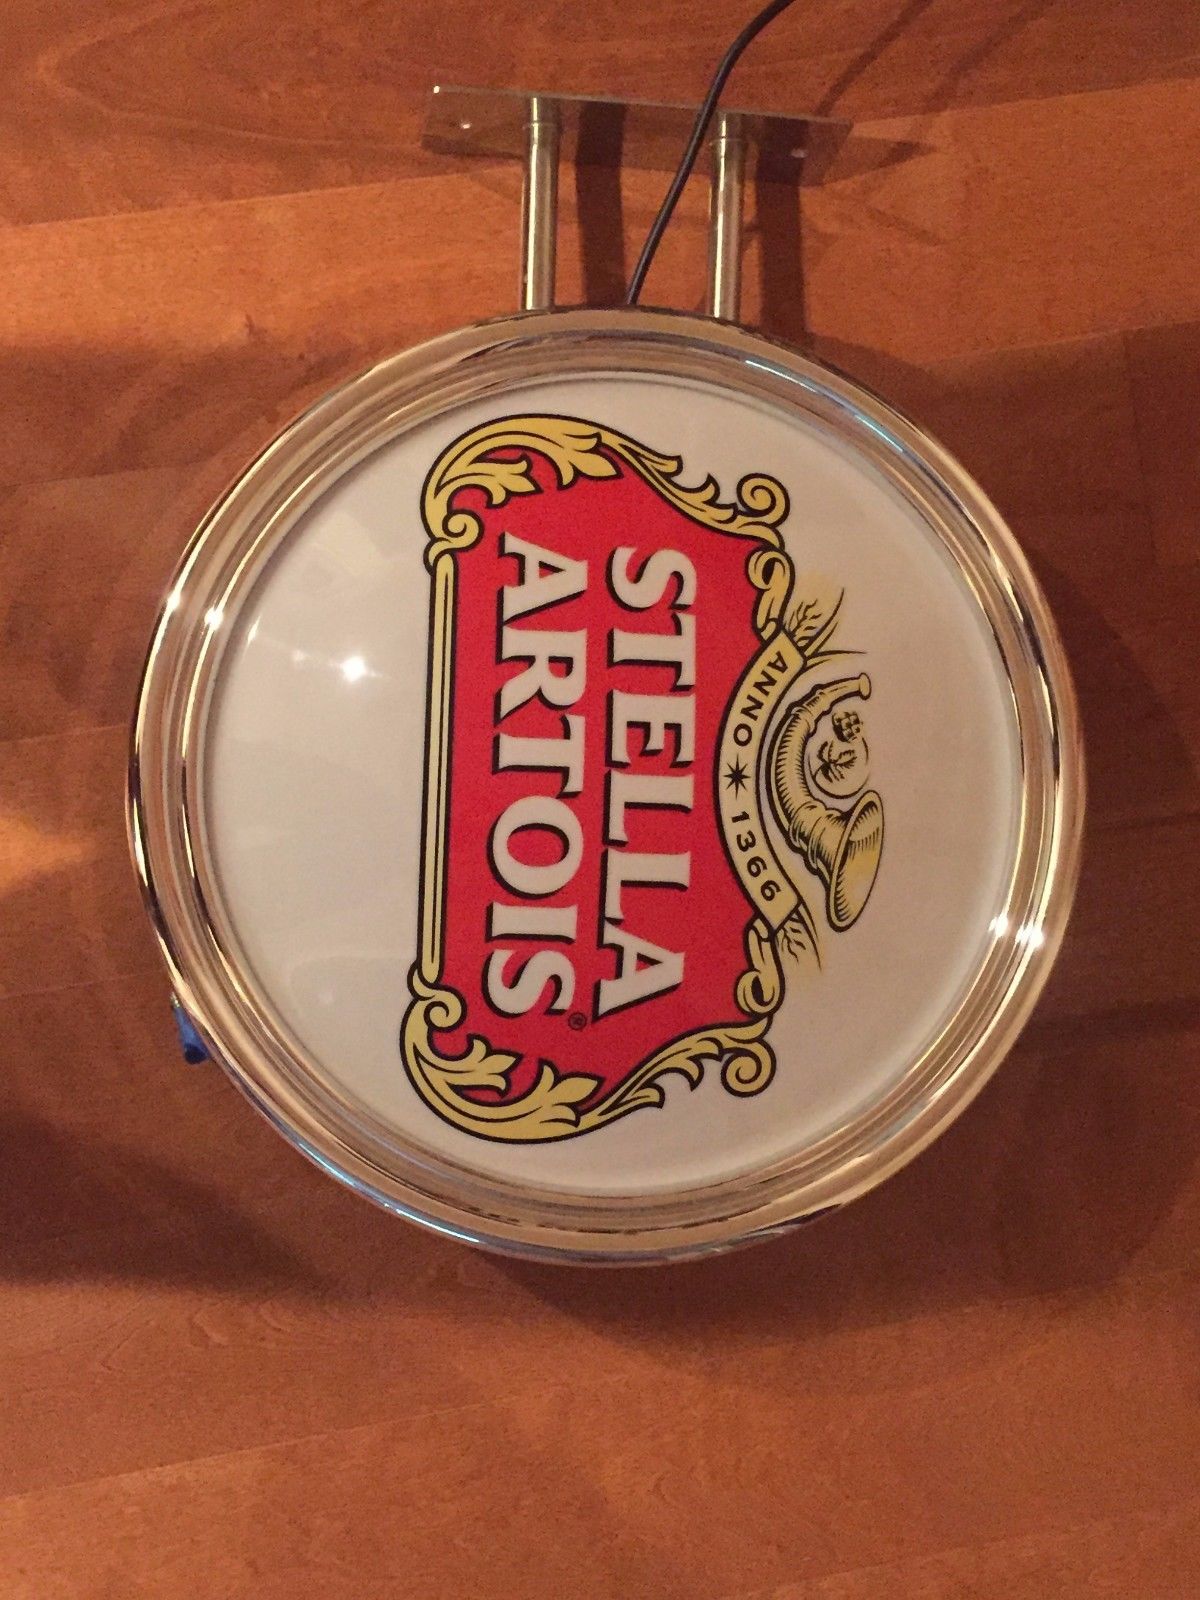 ANNO ✷ 1366
STELLA
ARTOIS®